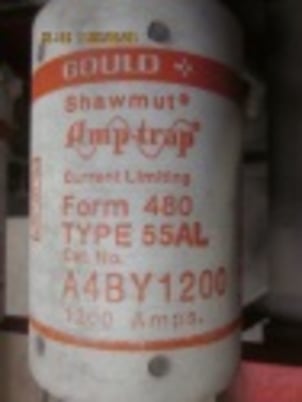 GOULD
Shawmut®
Amp-trap®
Current Limiting
Form 480
TYPE 55AL
Cat. No.
A4BY1200
1200 Amps.